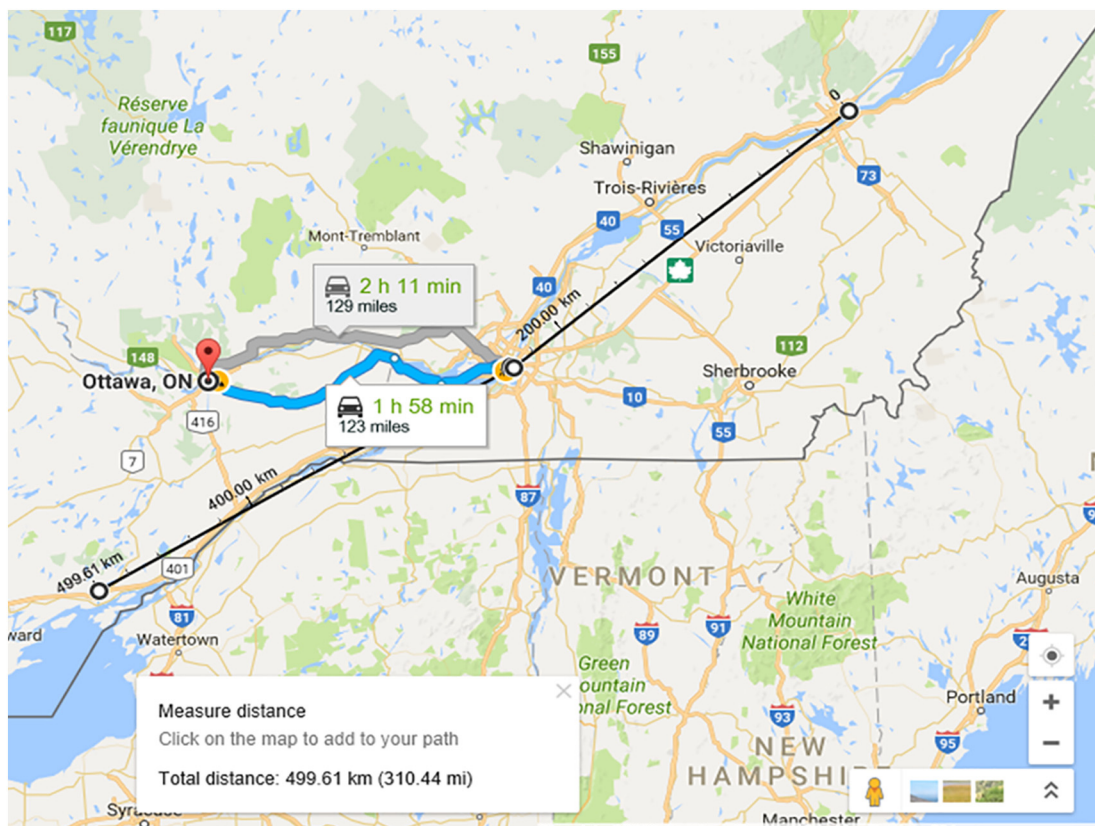 117
155
Réserve
faunique La
Vérendrye
0
Shawinigan
73
Trois-Rivières
40
55
Mont-Tremblant
Victoriaville
2 h 11 min
129 miles
40
200.00 km
148
112
Ottawa, ON
Sherbrooke
1 h 58 min
123 miles
10
416
55
7
400.00 km
87
499.61 km
401
VERMONT
Augusta
81
White
Mountain
National Forest
ward
Watertown
89
91
Green
ountain
onal Forest
Measure distance
Click on the map to add to your path
Total distance: 499.61 km (310.44 mi)
Portland
93
95
NEW
HAMPSHIR
Syracuse
Manchester